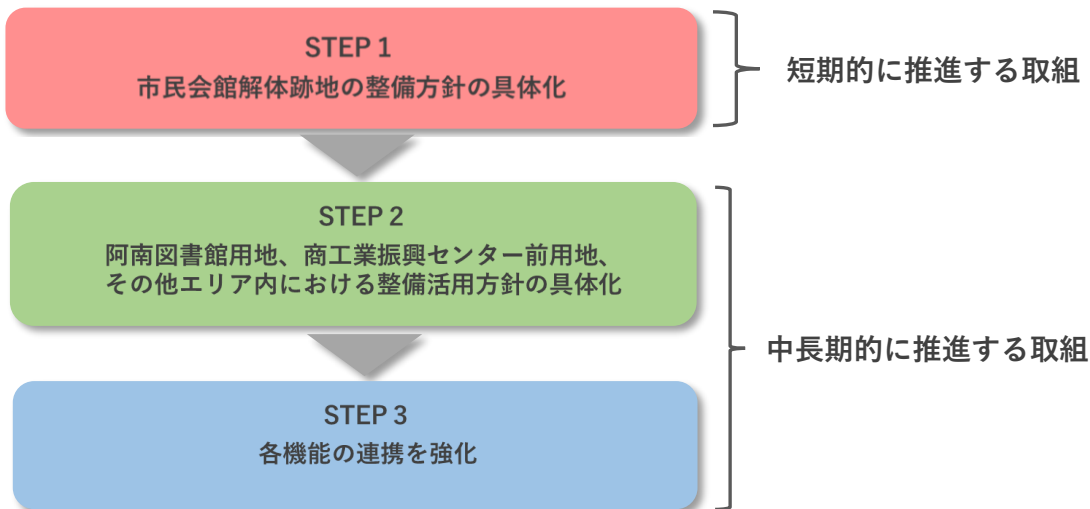 STEP 1
市民会館解体跡地の整備方針の具体化
短期的に推進する取組
STEP 2
阿南図書館用地、商工業振興センター前用地、
その他エリア内における整備活用方針の具体化
中長期的に推進する取組
STEP 3
各機能の連携を強化